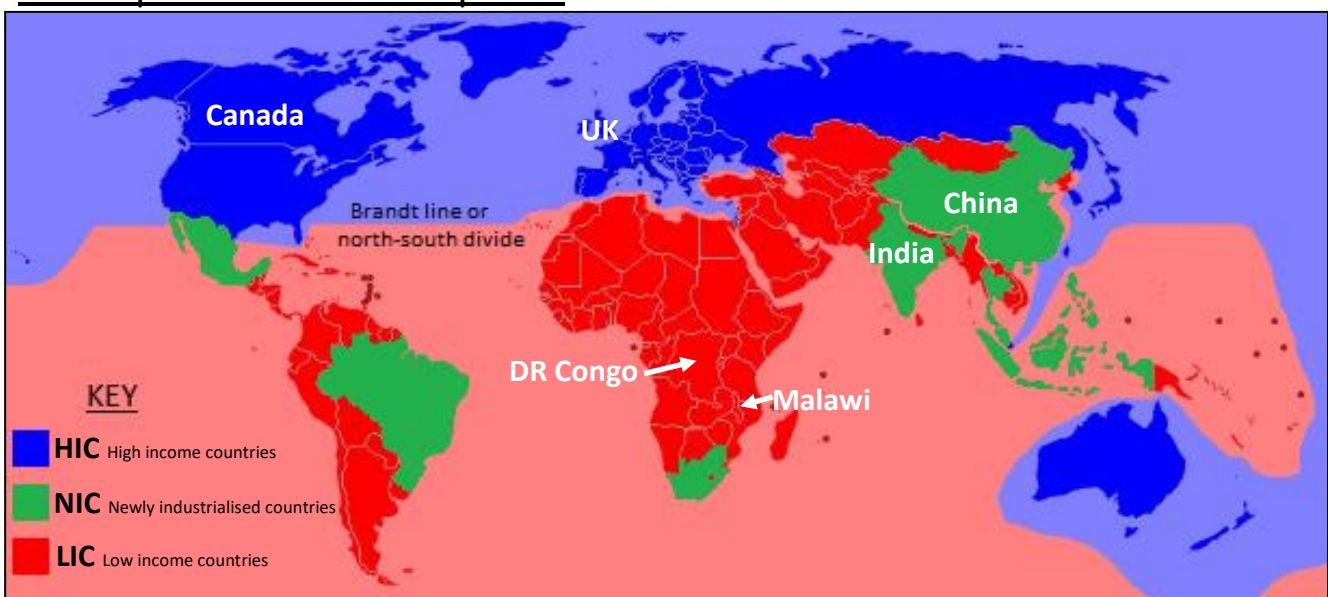 Canada
UK
China
India
Brandt line or
north-south divide
DR Congo
Malawi
KEY
HIC High income countries
NIC Newly industrialised countries
LIC Low income countries